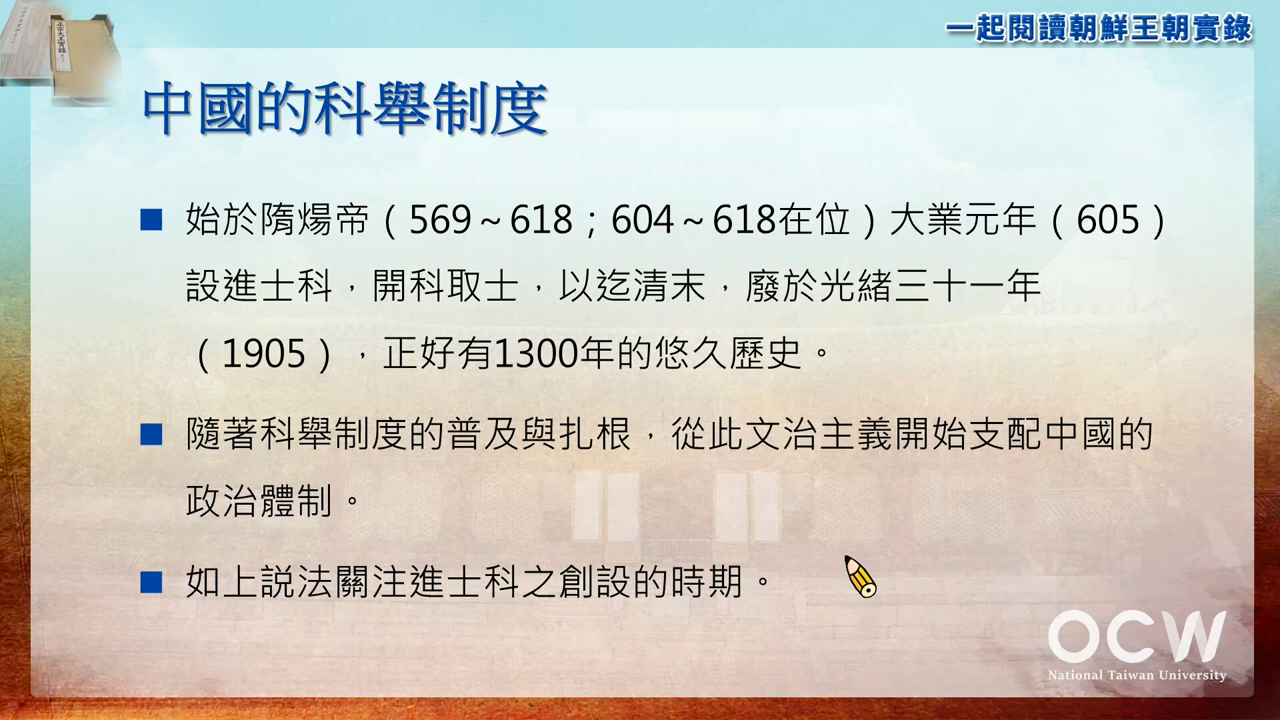 一起閱讀朝鮮王朝實錄
中國的科舉制度
■ 始於隋煬帝（569～618；604～618在位）大業元年（605）
設進士科，開科取士，以迄清末，廢於光緒三十一年
（1905），正好有1300年的悠久歷史。
■ 隨著科舉制度的普及與扎根，從此文治主義開始支配中國的
政治體制。
■ 如上說法關注進士科之創設的時期。
OCW
National Taiwan University